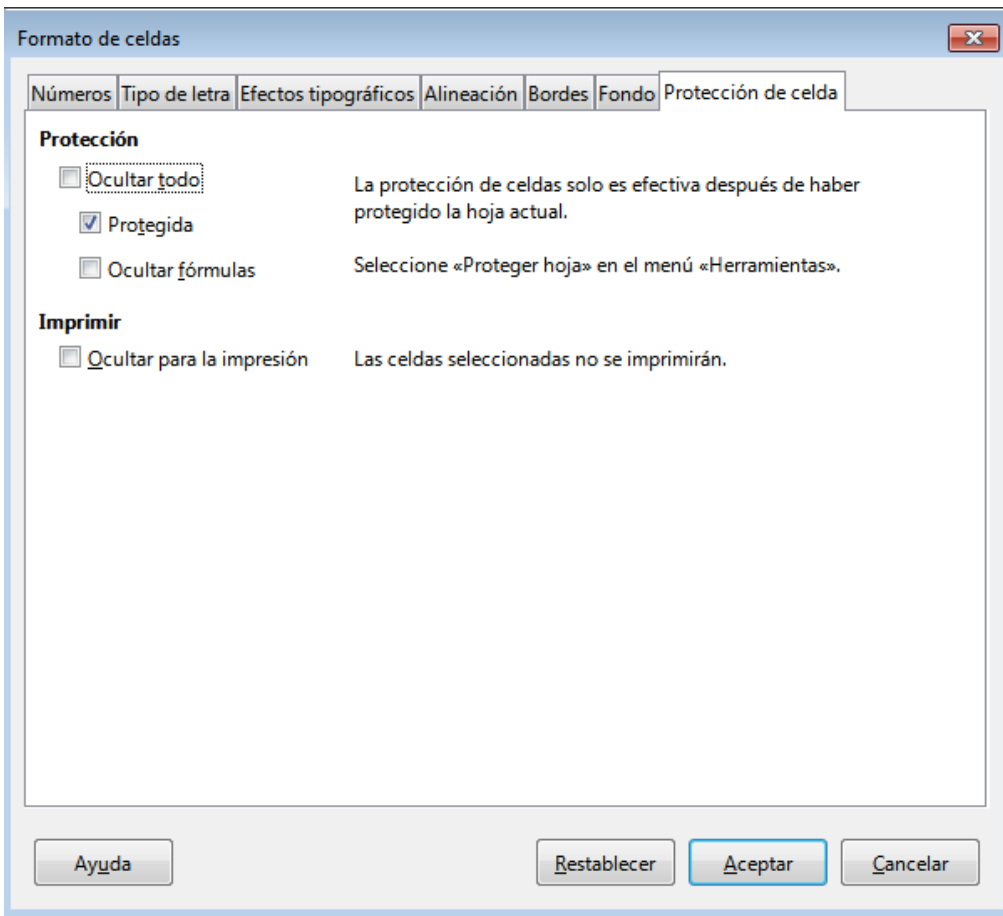 Formato de celdas
Números Tipo de letra Efectos tipográficos Alineación Bordes Fondo Protección de celda
Protección
Ocultar todo
La protección de celdas solo es efectiva después de haber
protegido la hoja actual.
Protegida
Ocultar fórmulas
Seleccione «Proteger hoja» en el menú «Herramientas».
Imprimir
Ocultar para la impresión
Las celdas seleccionadas no se imprimirán.
Ayuda Restablecer Aceptar Cancelar